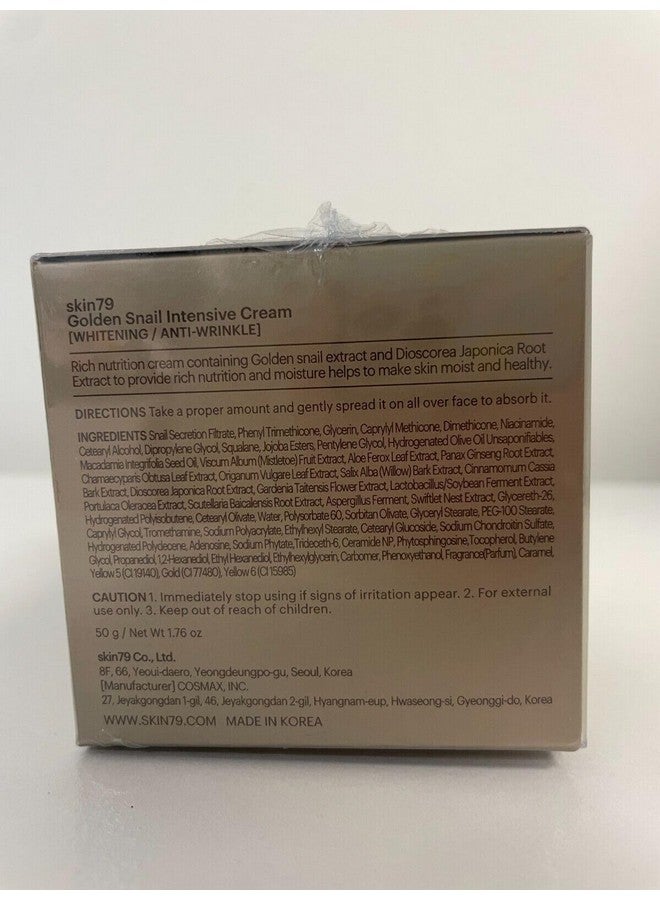 skin79
Golden Snail Intensive Cream
[WHITENING / ANTI-WRINKLE]
Rich nutrition cream containing Golden snail extract and Dioscorea Japonica Root
Extract to provide rich nutrition and moisture helps to make skin moist and healthy.
DIRECTIONS Take a proper amount and gently spread it on all over face to absorb it.
INGREDIENTS Snail Secretion Filtrate, Phenyl Trimethicone, Glycerin, Caprylyl Methicone, Dimethicone, Niacinamide,
Cetearyl Alcohol, Dipropylene Glycol, Squalane, Jojoba Esters, Pentylene Glycol, Hydrogenated Olive Oil Unsaponifiables,
Macadamia Integrifolia Seed Oil, Viscum Album (Mistletoe) Fruit Extract, Aloe Ferox Leaf Extract, Panax Ginseng Root Extract,
Chamaecyparis Obtusa Leaf Extract, Origanum Vulgare Leaf Extract, Salix Alba (Willow) Bark Extract, Cinnamomum Cassia
Bark Extract, Dioscorea Japonica Root Extract, Gardenia Taitensis Flower Extract, Lactobacillus/Soybean Ferment Extract,
Portulaca Oleracea Extract, Scutellaria Baicalensis Root Extract, Aspergillus Ferment, Swiftlet Nest Extract, Glycereth-26,
Hydrogenated Polyisobutene, Cetearyl Olivate, Water, Polysorbate 60, Sorbitan Olivate, Glyceryl Stearate, PEG-100 Stearate,
Caprylyl Glycol, Tromethamine, Sodium Polyacrylate, Ethylhexyl Stearate, Cetearyl Glucoside, Sodium Chondroitin Sulfate,
Hydrogenated Polydecene, Adenosine, Sodium Phytate,Trideceth-6, Ceramide NP, Phytosphingosine,Tocopherol, Butylene
Glycol, Propanediol, 1,2-Hexanediol, Ethyl Hexanediol, Ethylhexylglycerin, Carbomer, Phenoxyethanol, Fragrance(Parfum), Caramel,
Yellow 5 (CI 19140), Gold (CI 77480), Yellow 6 (CI 15985)
CAUTION 1. Immediately stop using if signs of irritation appear. 2. For external
use only. 3. Keep out of reach of children.
50 g / Net Wt 1.76 oz
skin79 Co., Ltd.
8F, 66, Yeoui-daero, Yeongdeungpo-gu, Seoul, Korea
[Manufacturer] COSMAX, INC.
27, Jeyakgongdan 1-gil, 46, Jeyakgongdan 2-gil, Hyangnam-eup, Hwaseong-si, Gyeonggi-do, Korea
WWW.SKIN79.COM MADE IN KOREA